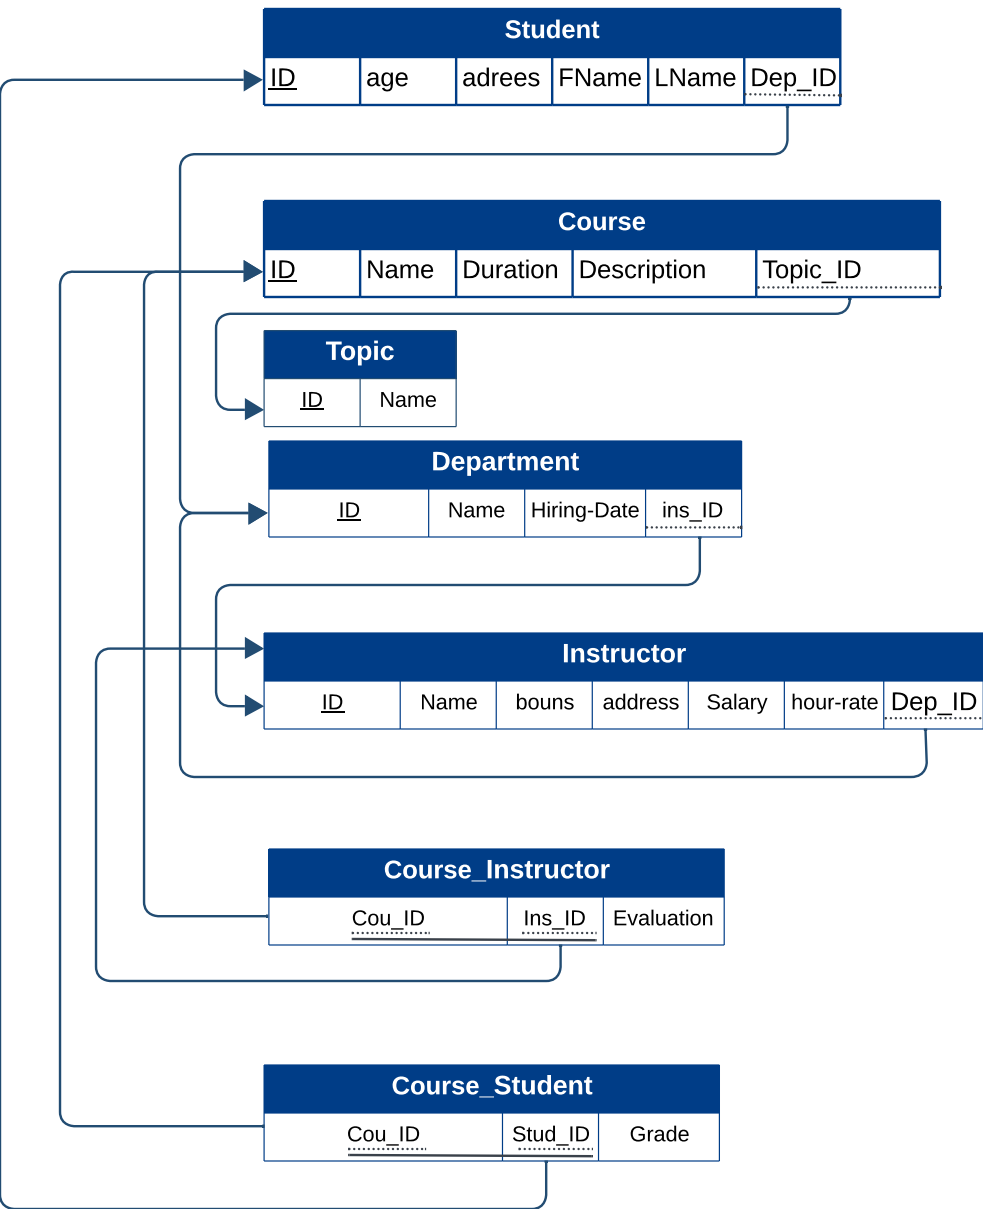 Student
ID age adrees FName LName Dep_ID
Course
ID Name Duration Description Topic_ID
Topic
ID Name
Department
ID Name Hiring-Date ins_ID
Instructor
ID Name bouns address Salary hour-rate Dep_ID
Course_Instructor
Cou_ID Ins_ID Evaluation
Course_Student
Cou_ID Stud_ID Grade